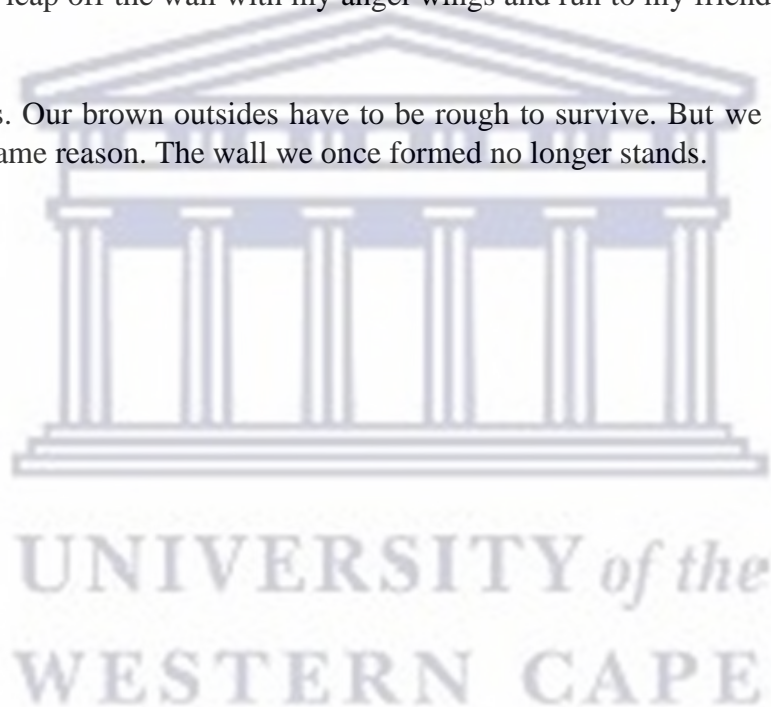 leap off the wall with my anger wings and run to my friend
s. Our brown outsides have to be rough to survive. But we
ame reason. The wall we once formed no longer stands.
UNIVERSITY of the
WESTERN CAPE